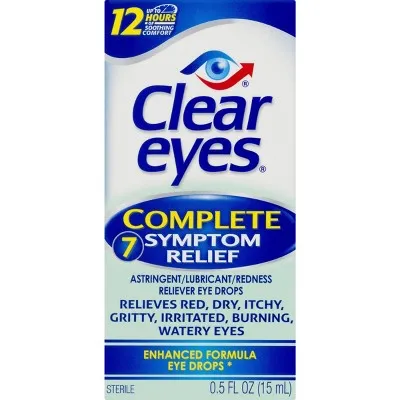 12 UP TO HOURS OF SOOTHING COMFORT
Clear
eyes®
COMPLETE
7 SYMPTOM
RELIEF
ASTRINGENT/LUBRICANT/REDNESS
RELIEVER EYE DROPS
RELIEVES RED, DRY, ITCHY,
GRITTY, IRRITATED, BURNING,
WATERY EYES
ENHANCED FORMULA
EYE DROPS *
STERILE 0.5 FL OZ (15 mL)